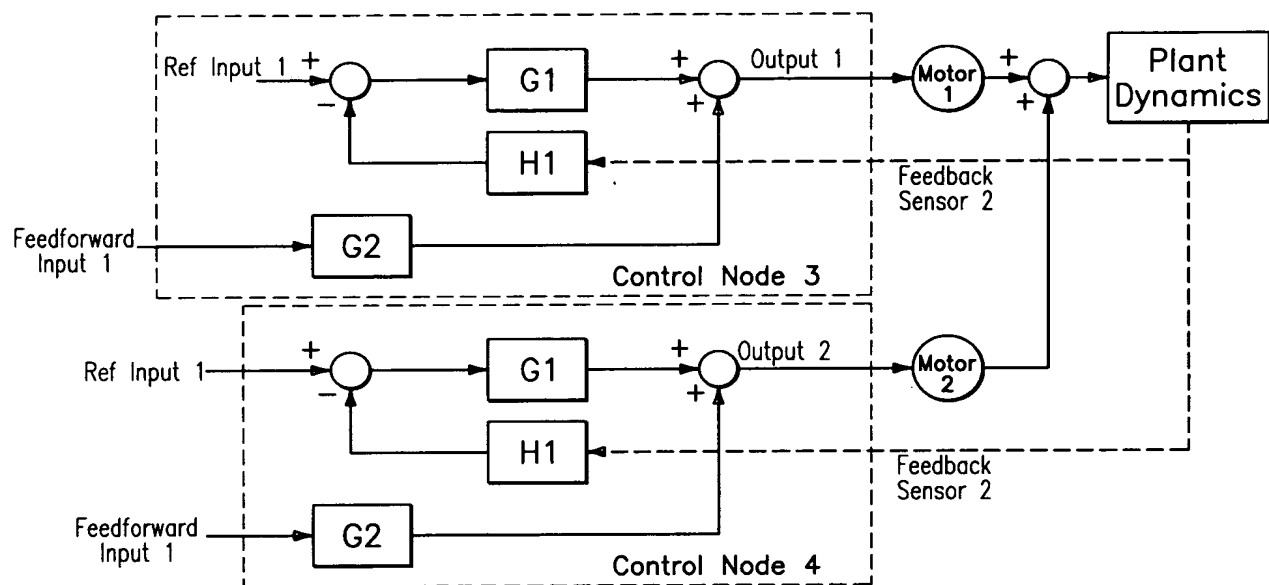 Ref Input 1
+
−
G1
+
+
Output 1
Motor
1
+
+
Plant
Dynamics
H1
Feedback
Sensor 2
Feedforward
Input 1
G2
Control Node 3
Ref Input 1
+
−
G1
+
+
Output 2
Motor
2
H1
Feedback
Sensor 2
Feedforward
Input 1
G2
Control Node 4